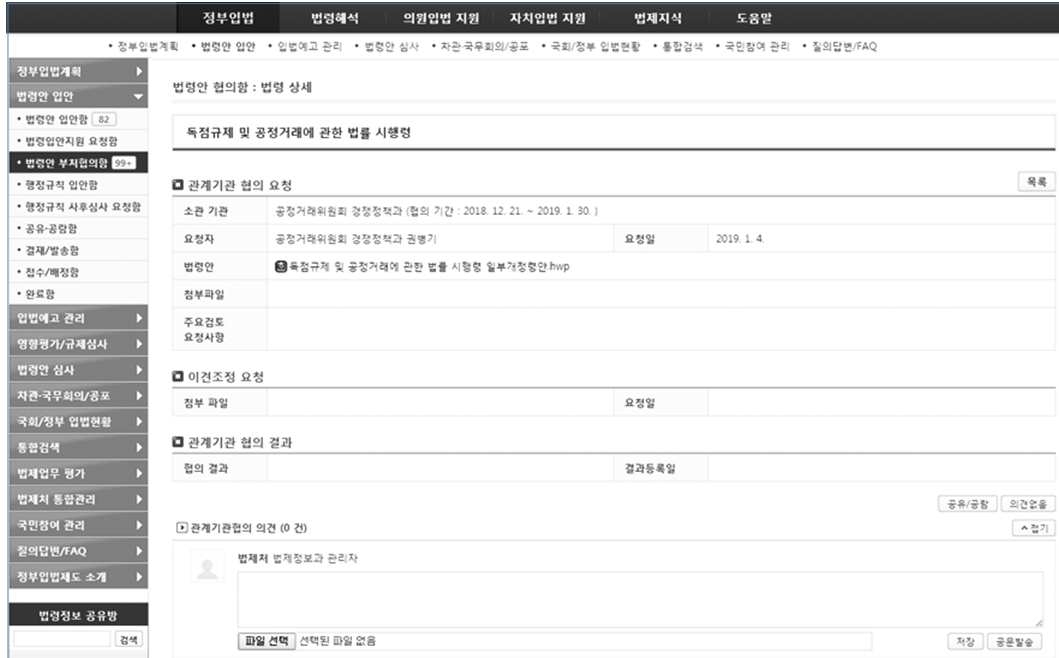 정부입법 법령해석 의원입법 지원 자치입법 지원 법제지식 도움말
• 정부입법계획 • 법령안 입안 • 입법예고 관리 • 법령안 심사 • 차관·국무회의/공포 • 국회/정부 입법현황 • 통합검색 • 국민참여 관리 • 질의답변/FAQ
정부입법계획
법령안 입안
• 법령안 입안함 82
• 법령입안지원 요청함
• 법령안 부처협의함 99+
• 행정규칙 입안함
• 행정규칙 사후심사 요청함
• 공유·공람함
• 결재/발송함
• 접수/배정함
• 완료함
입법예고 관리
영향평가/규제심사
법령안 심사
차관·국무회의/공포
국회/정부 입법현황
통합검색
법제업무 평가
법제처 통합관리
국민참여 관리
질의답변/FAQ
정부입법제도 소개
법령정보 공유방
검색
법령안 협의함 : 법령 상세
독점규제 및 공정거래에 관한 법률 시행령
관계기관 협의 요청 목록
소관 기관 공정거래위원회 경쟁정책과 (협의 기간 : 2018. 12. 21. ~ 2019. 1. 30. )
요청자 공정거래위원회 경쟁정책과 권병기 요청일 2019. 1. 4.
법령안 독점규제 및 공정거래에 관한 법률 시행령 일부개정령안.hwp
첨부파일
주요검토
요청사항
이견조정 요청
첨부 파일 요청일
관계기관 협의 결과
협의 결과 결과등록일
공유/공람 의견없음
관계기관협의 의견 (0 건) 접기
법제처 법제정보과 관리자
파일 선택 선택된 파일 없음 저장 공문발송